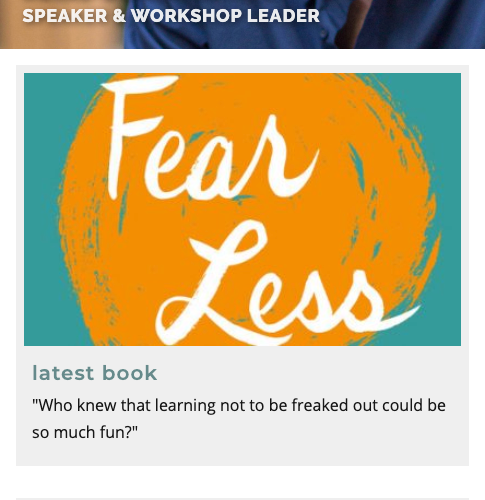 SPEAKER & WORKSHOP LEADER
Fear
Less
latest book
"Who knew that learning not to be freaked out could be
so much fun?"